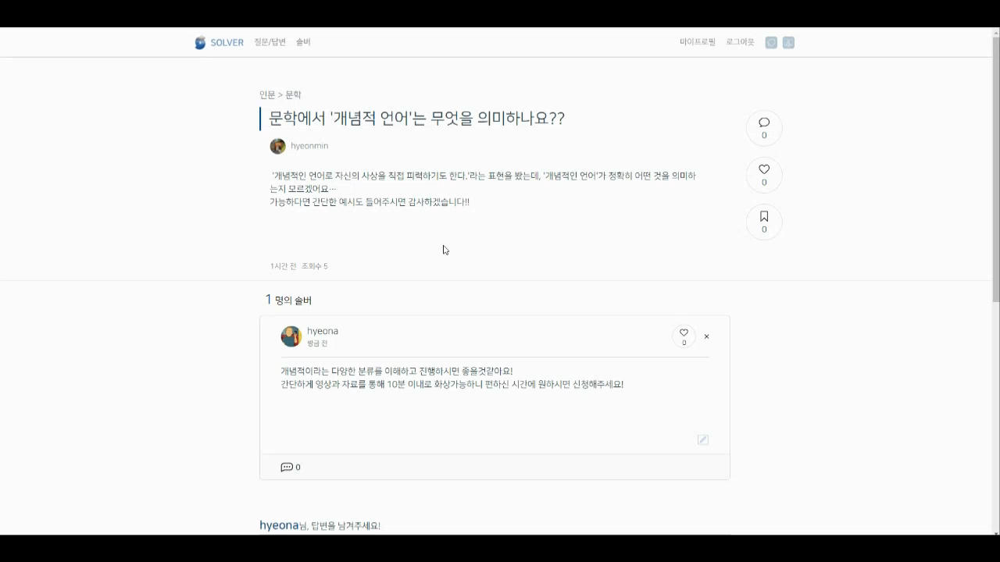 SOLVER 질문/답변 솔버 마이프로필 로그아웃
인문 > 문학
문학에서 '개념적 언어'는 무엇을 의미하나요??
hyeonmin
'개념적인 언어로 자신의 사상을 직접 피력하기도 한다.'라는 표현을 봤는데, '개념적인 언어'가 정확히 어떤 것을 의미하
는지 모르겠어요…
가능하다면 간단한 예시도 들어주시면 감사하겠습니다!!
0
0
0
1시간 전 조회수 5
1 명의 솔버
hyeona
방금 전
0
×
개념적이라는 다양한 분류를 이해하고 진행하시면 좋을것같아요!
간단하게 영상과 자료를 통해 10분 이내로 화상가능하니 편하신 시간에 원하시면 신청해주세요!
0
hyeona님, 답변을 남겨주세요!